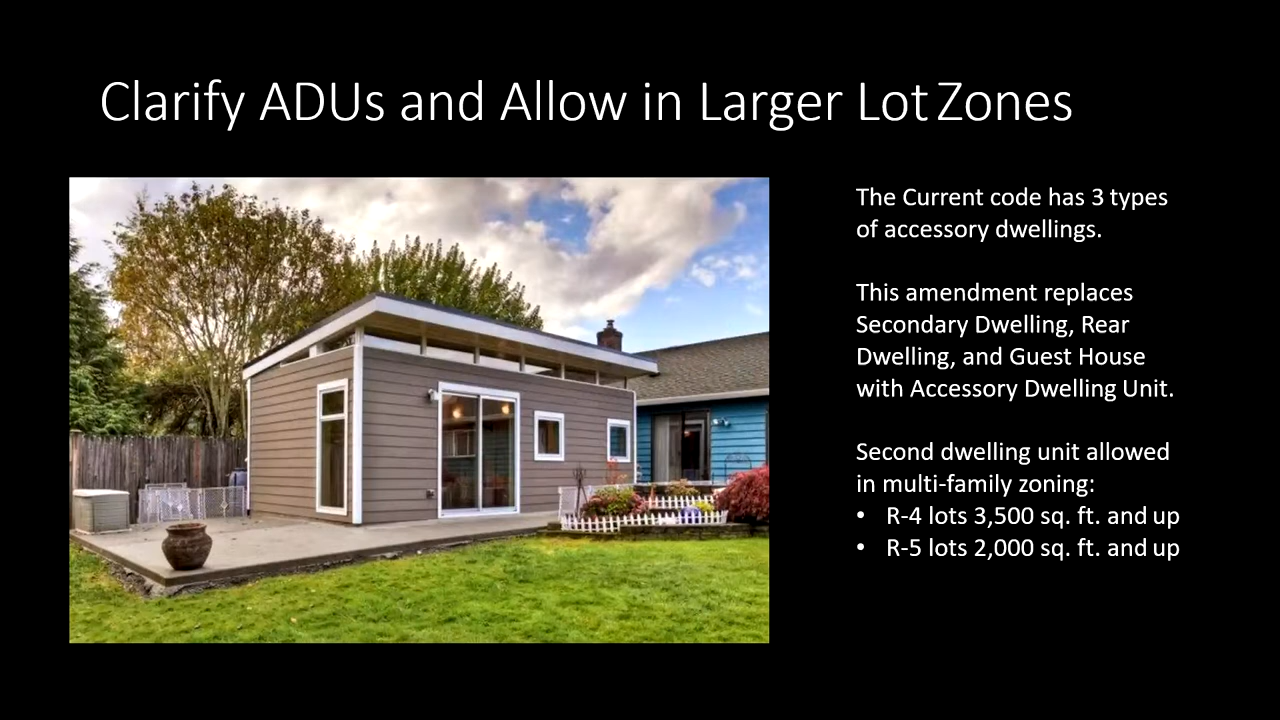 Clarify ADUs and Allow in Larger Lot Zones
The Current code has 3 types
of accessory dwellings.
This amendment replaces
Secondary Dwelling, Rear
Dwelling, and Guest House
with Accessory Dwelling Unit.
Second dwelling unit allowed
in multi-family zoning:
• R-4 lots 3,500 sq. ft. and up
• R-5 lots 2,000 sq. ft. and up